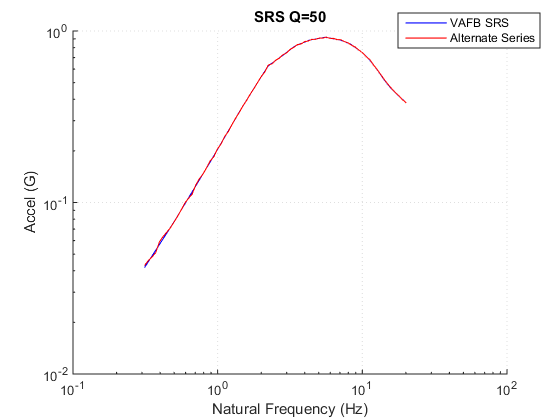 SRS Q=50
VAFB SRS
Alternate Series
Accel (G)
10^0
10^-1
10^-2
10^-1
10^0
10^1
10^2
Natural Frequency (Hz)